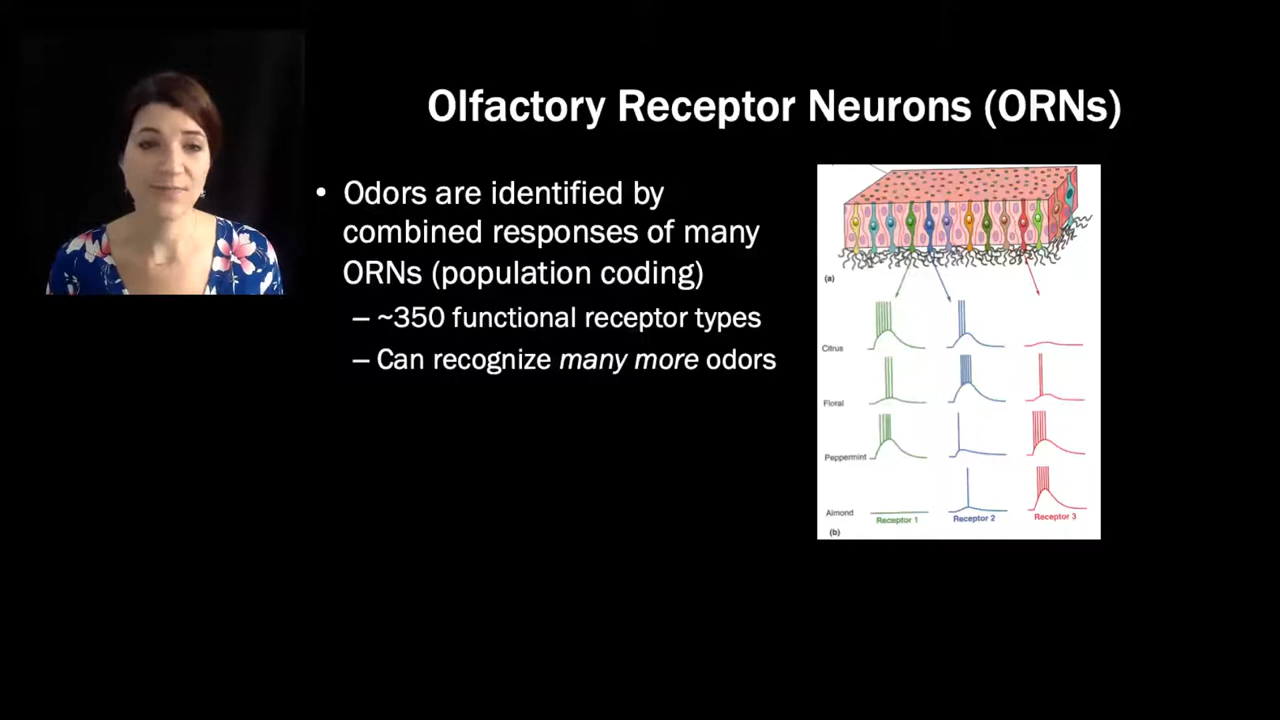 Olfactory Receptor Neurons (ORNs)
• Odors are identified by
combined responses of many
ORNs (population coding)
– ~350 functional receptor types
– Can recognize many more odors
(a)
Citrus
Floral
Peppermint
Almond
Receptor 1
Receptor 2
Receptor 3
(b)